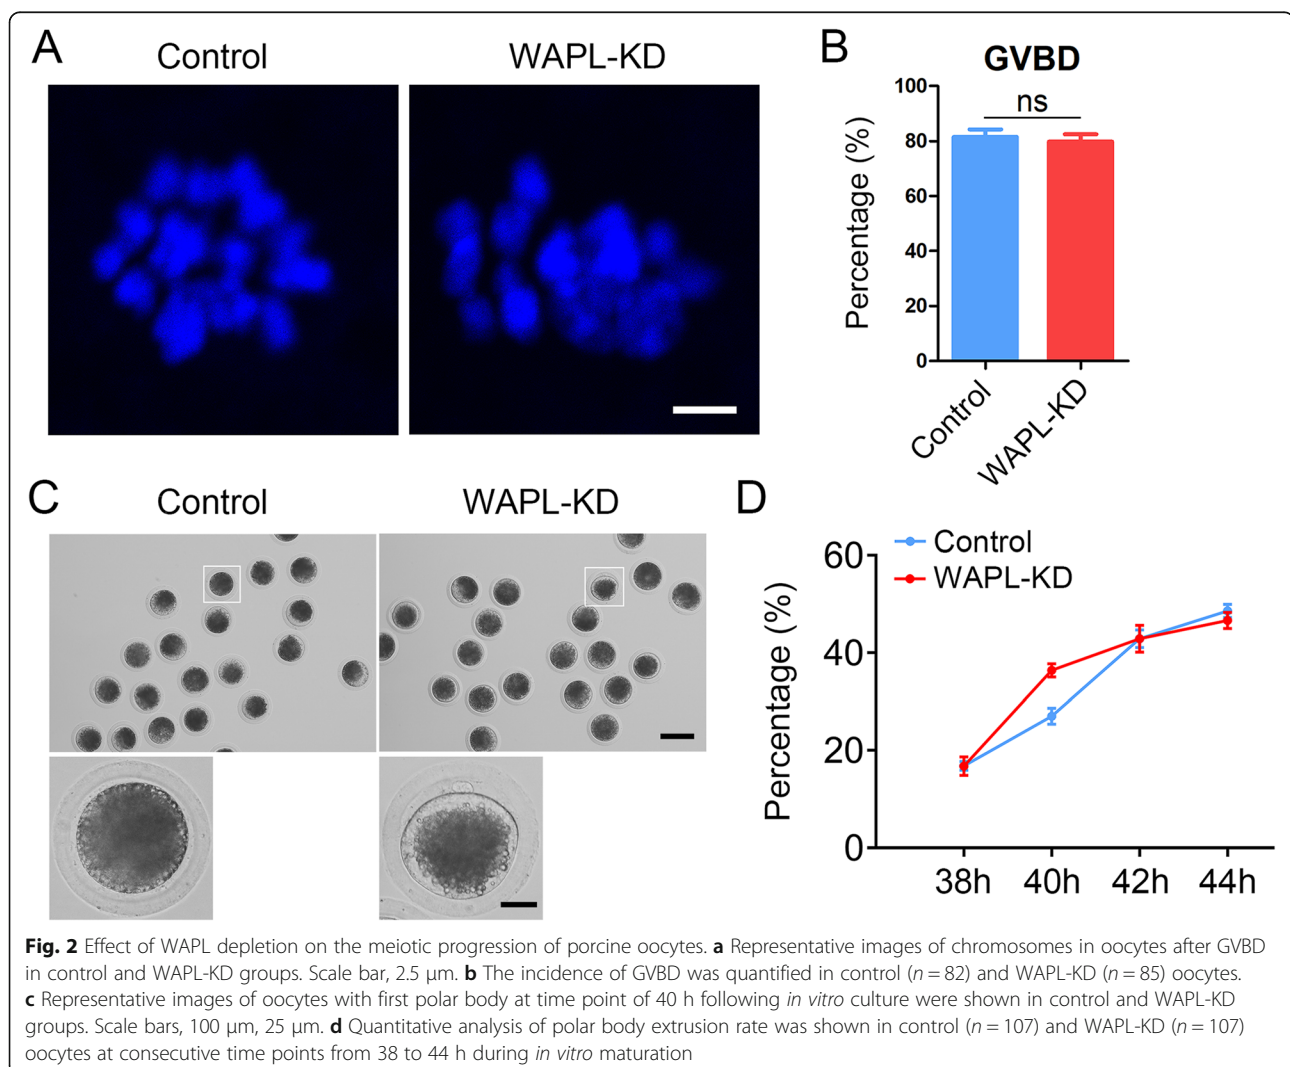 A
Control
WAPL-KD
B
GVBD
ns
Percentage (%)
100
80
60
40
20
0
Control
WAPL-KD
C
Control
WAPL-KD
D
Control
WAPL-KD
Percentage (%)
60
40
20
0
38h 40h 42h 44h
Fig. 2 Effect of WAPL depletion on the meiotic progression of porcine oocytes. a Representative images of chromosomes in oocytes after GVBD
in control and WAPL-KD groups. Scale bar, 2.5 μm. b The incidence of GVBD was quantified in control (n = 82) and WAPL-KD (n = 85) oocytes.
c Representative images of oocytes with first polar body at time point of 40 h following in vitro culture were shown in control and WAPL-KD
groups. Scale bars, 100 μm, 25 μm. d Quantitative analysis of polar body extrusion rate was shown in control (n = 107) and WAPL-KD (n = 107)
oocytes at consecutive time points from 38 to 44 h during in vitro maturation